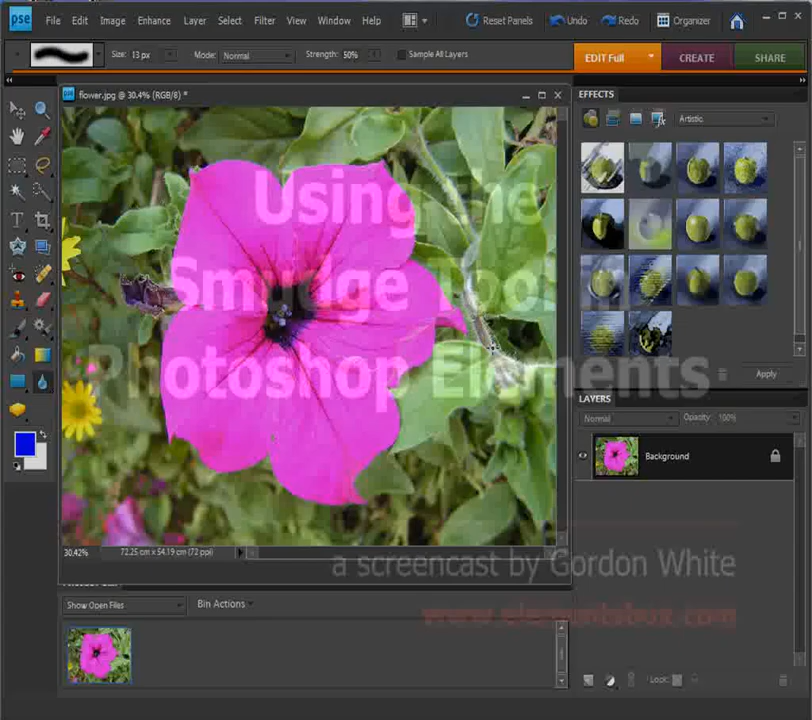 pse File Edit Image Enhance Layer Select Filter View Window Help Reset Panels Undo Redo Organizer
Size: 13 px Mode: Normal Strength: 50% Sample All Layers EDIT Full CREATE SHARE
flower.jpg @ 30.4% (RGB/8) *
EFFECTS
Artistic
Using the
Smudge Tool in
Photoshop Elements
Apply
LAYERS
Normal Opacity: 100%
Background
30.42% 72.25 cm x 54.19 cm (72 ppi)
a screencast by Gordon White
www.elementsbox.com
Show Open Files Bin Actions
Lock: